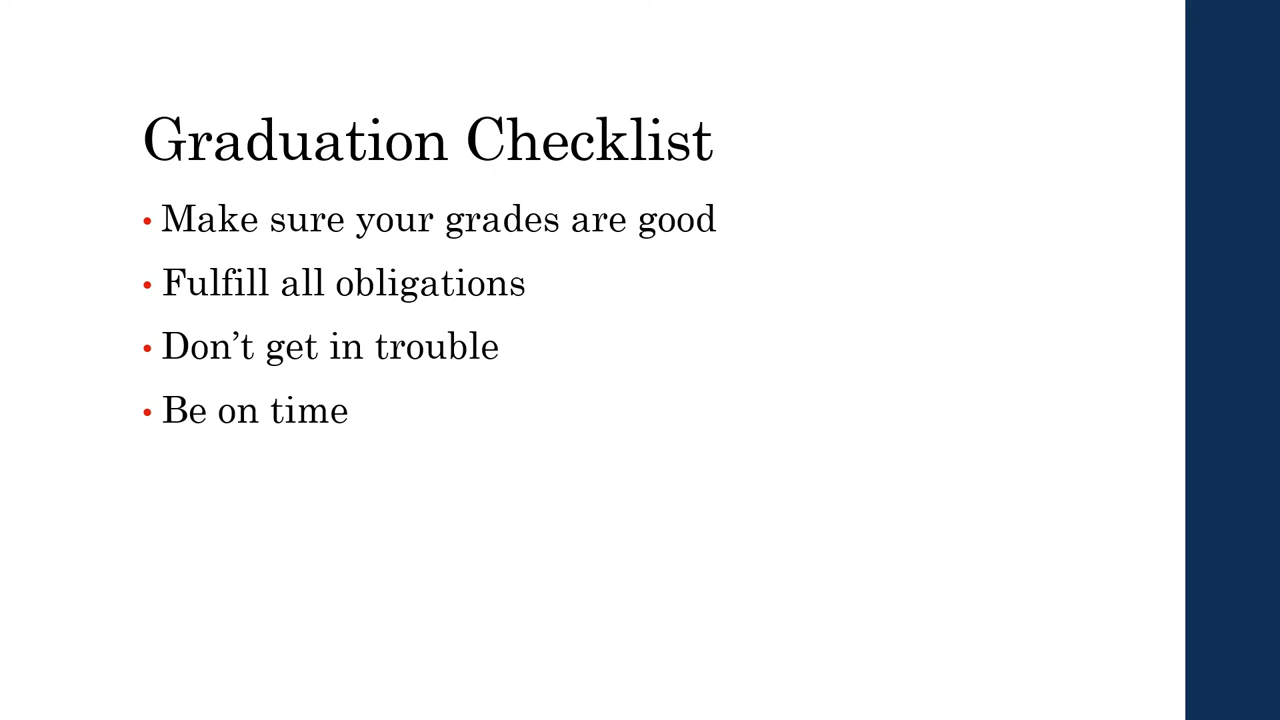 Graduation Checklist
• Make sure your grades are good
• Fulfill all obligations
• Don’t get in trouble
• Be on time